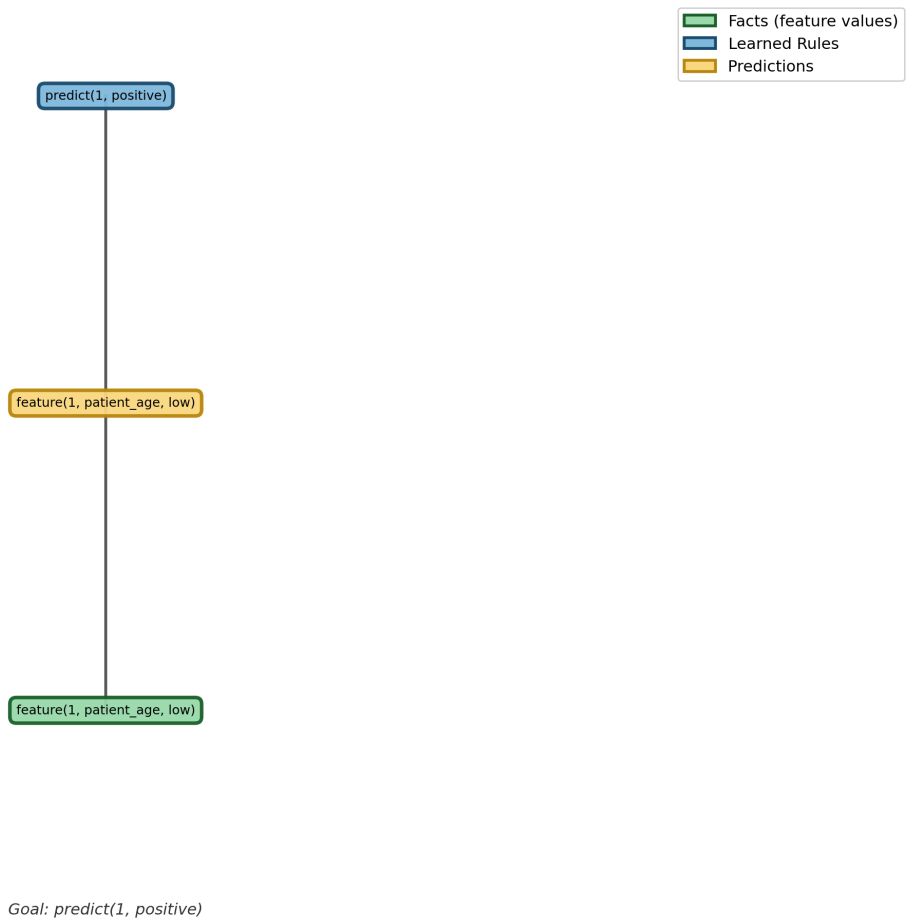 Facts (feature values)
Learned Rules
Predictions
predict(1, positive)
feature(1, patient_age, low)
feature(1, patient_age, low)
Goal: predict(1, positive)